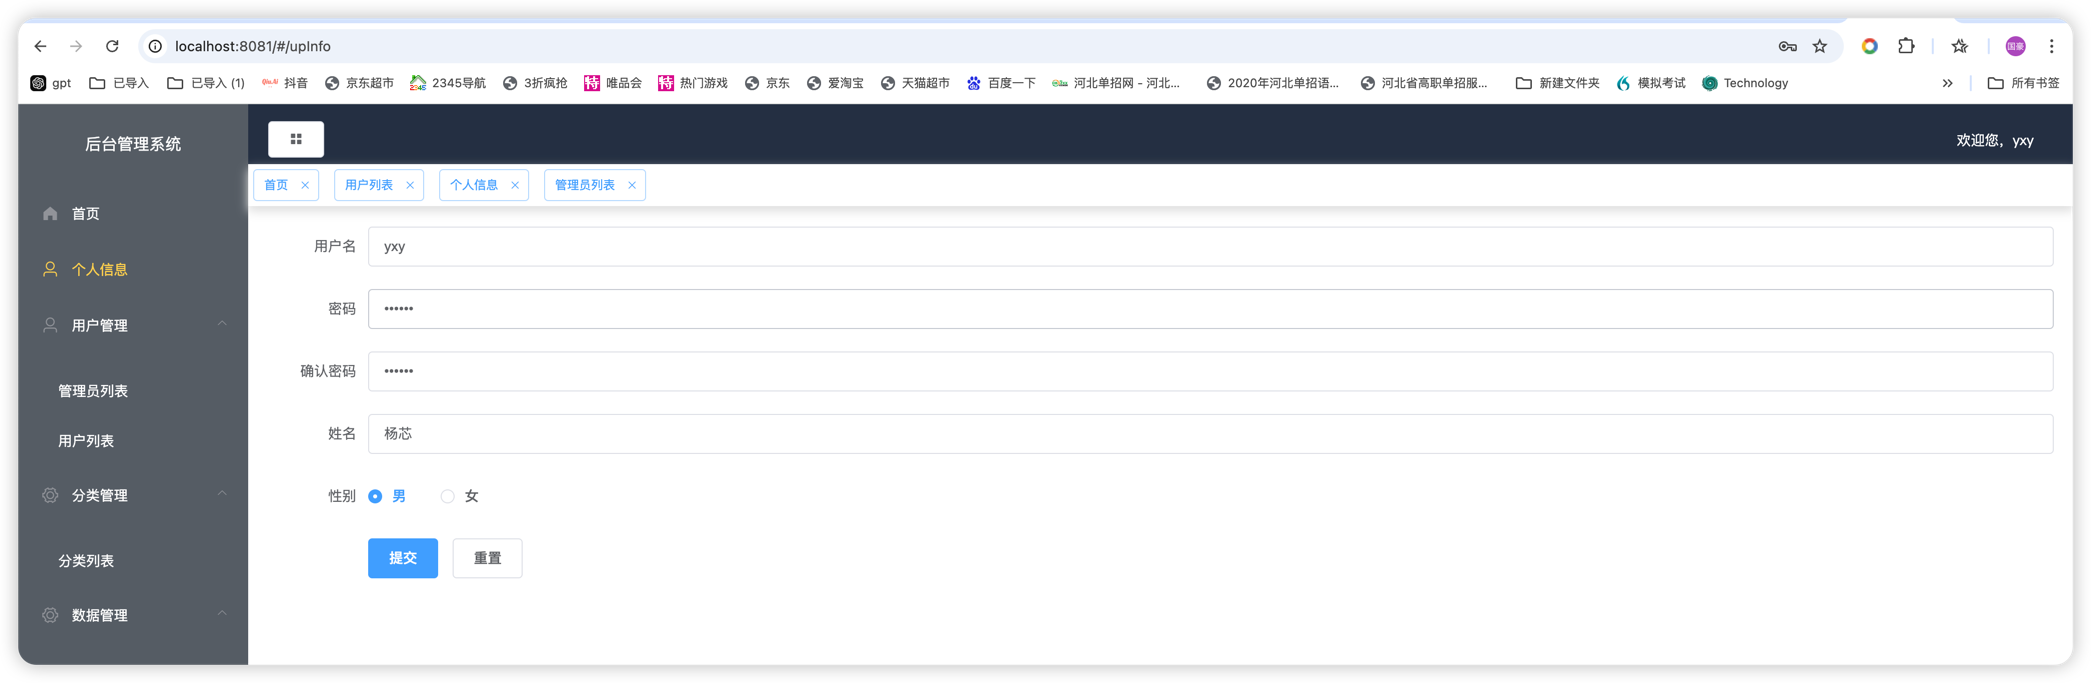 localhost:8081/#/upInfo
国豪
gpt 已导入 已导入 (1) 抖音 京东超市 2345导航 3折疯抢 唯品会 热门游戏 京东 爱淘宝 天猫超市 百度一下 河北单招网 - 河北... 2020年河北单招语... 河北省高职单招服... 新建文件夹 模拟考试 Technology 所有书签
后台管理系统
欢迎您，yxy
首页 用户列表 个人信息 管理员列表
首页
个人信息
用户管理
管理员列表
用户列表
分类管理
分类列表
数据管理
用户名 yxy
密码 ••••••
确认密码 ••••••
姓名 杨芯
性别 男 女
提交 重置